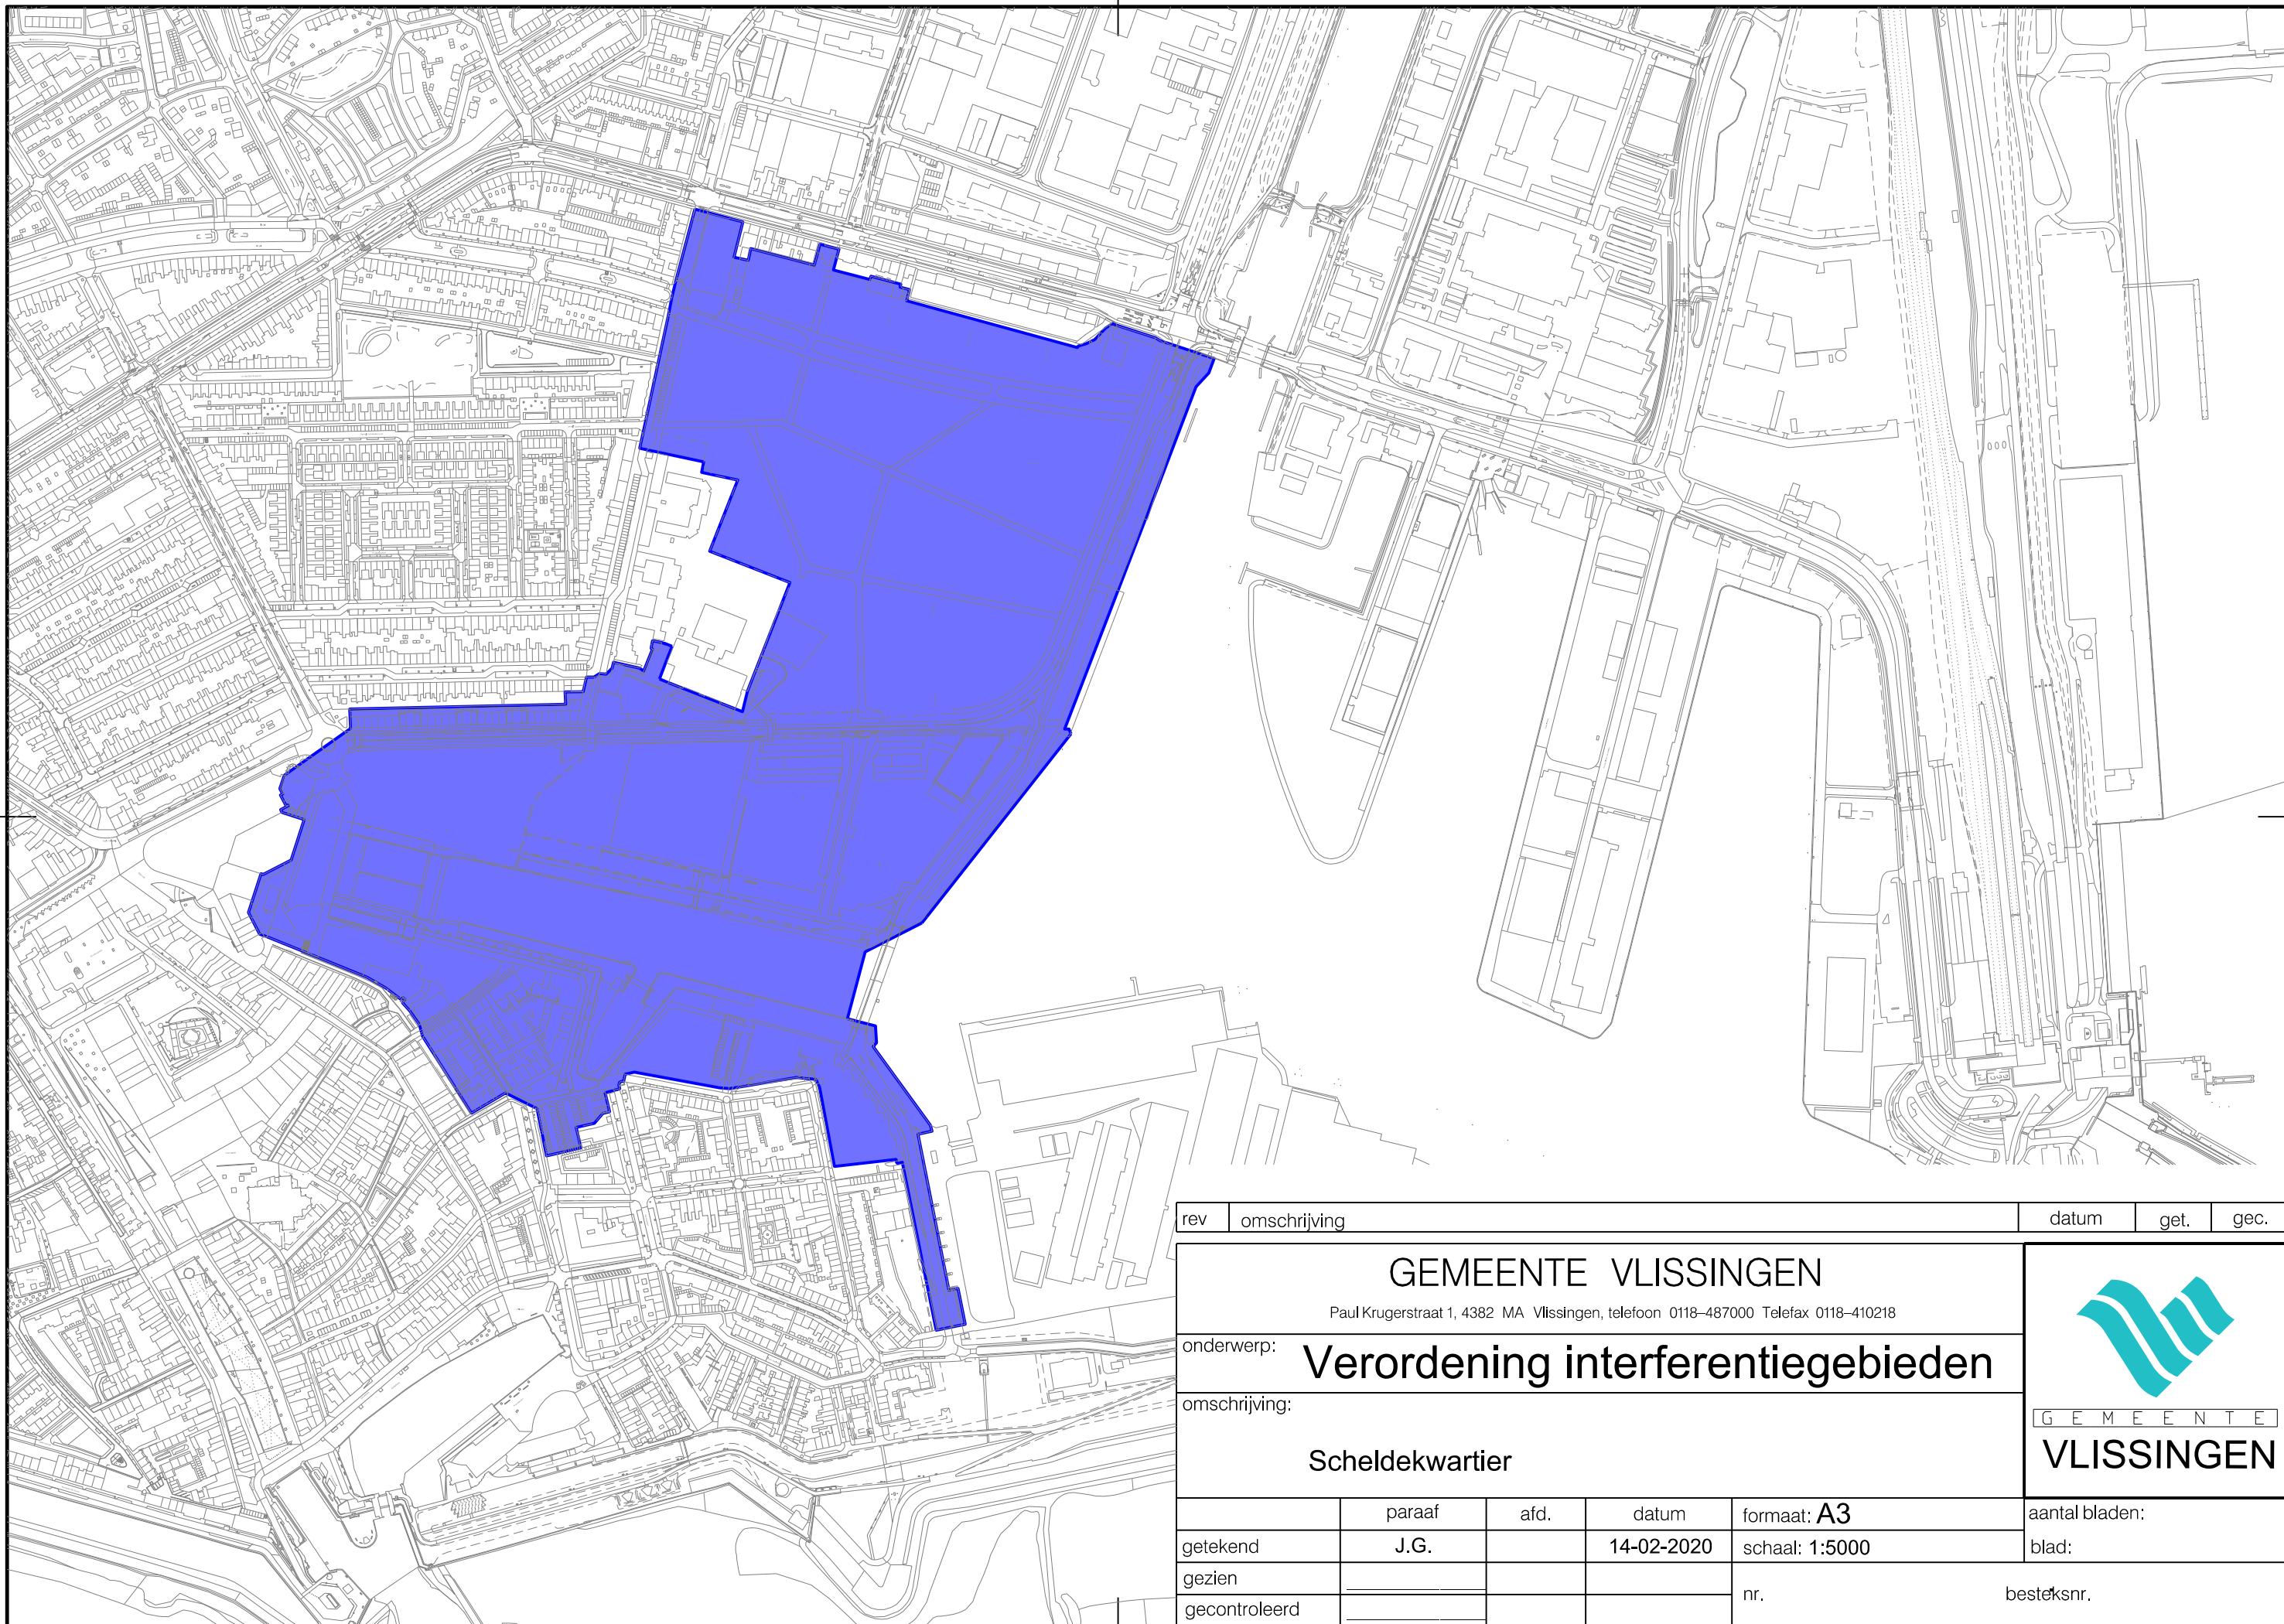 rev omschrijving datum get. gec.
GEMEENTE VLISSINGEN
Paul Krugerstraat 1, 4382 MA Vlissingen, telefoon 0118–487000 Telefax 0118–410218
onderwerp: Verordening interferentiegebieden
omschrijving:
Scheldekwartier
GEMEENTE
VLISSINGEN
paraaf afd. datum formaat: A3 aantal bladen:
getekend J.G. 14-02-2020 schaal: 1:5000 blad:
gezien
nr. besteksnr.
gecontroleerd